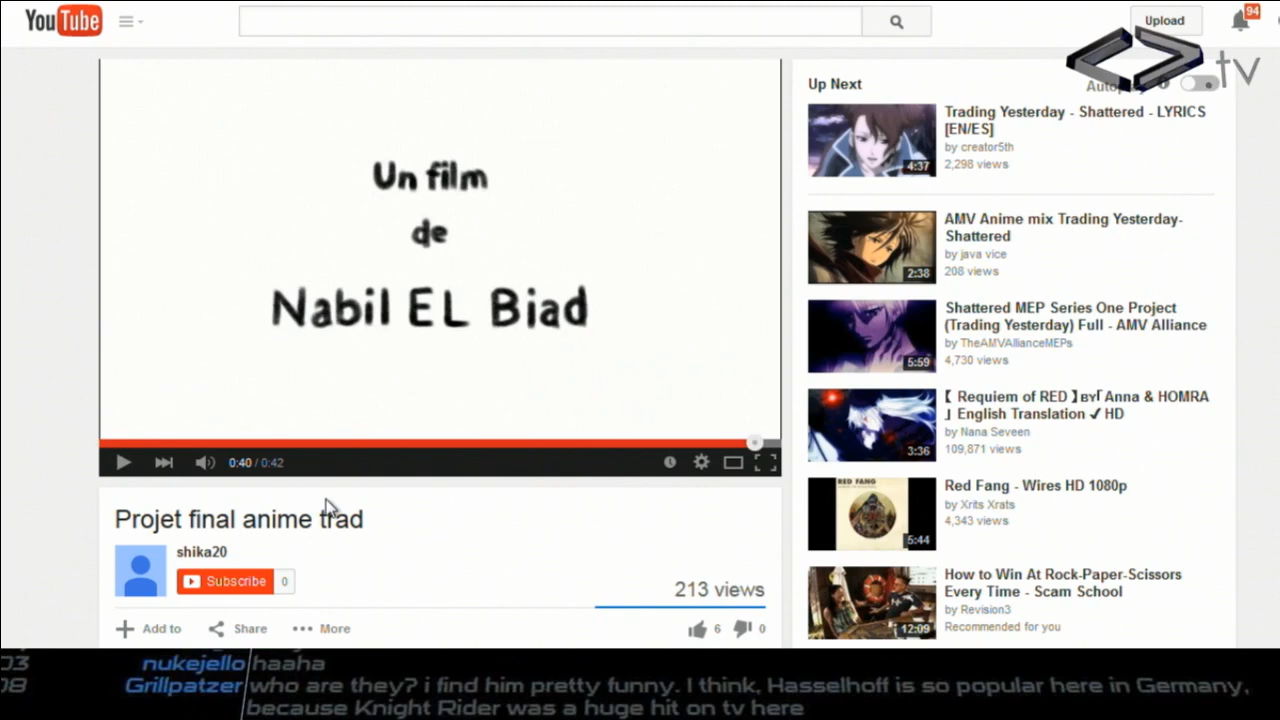 YouTube
Upload
94
.tv
Un film
de
Nabil EL Biad
0:40 / 0:42
Projet final anime trad
shika20
Subscribe
0
213 views
Add to
Share
More
6
0
Up Next
Trading Yesterday - Shattered - LYRICS
[EN/ES]
by creator5th
2,298 views
4:37
AMV Anime mix Trading Yesterday-
Shattered
by java vice
208 views
2:38
Shattered MEP Series One Project
(Trading Yesterday) Full - AMV Alliance
by TheAMVAllianceMEPs
4,730 views
5:59
【 Requiem of RED 】ʙʏ「Anna & HOMRA
」English Translation ✔ HD
by Nana Seveen
109,871 views
3:36
Red Fang - Wires HD 1080p
by Xrits Xrats
4,343 views
RED FANG
5:44
How to Win At Rock-Paper-Scissors
Every Time - Scam School
by Revision3
Recommended for you
12:09
03 nukejello haaha
08 Grillpatzer who are they? i find him pretty funny. I think, Hasselhoff is so popular here in Germany,
because Knight Rider was a huge hit on tv here